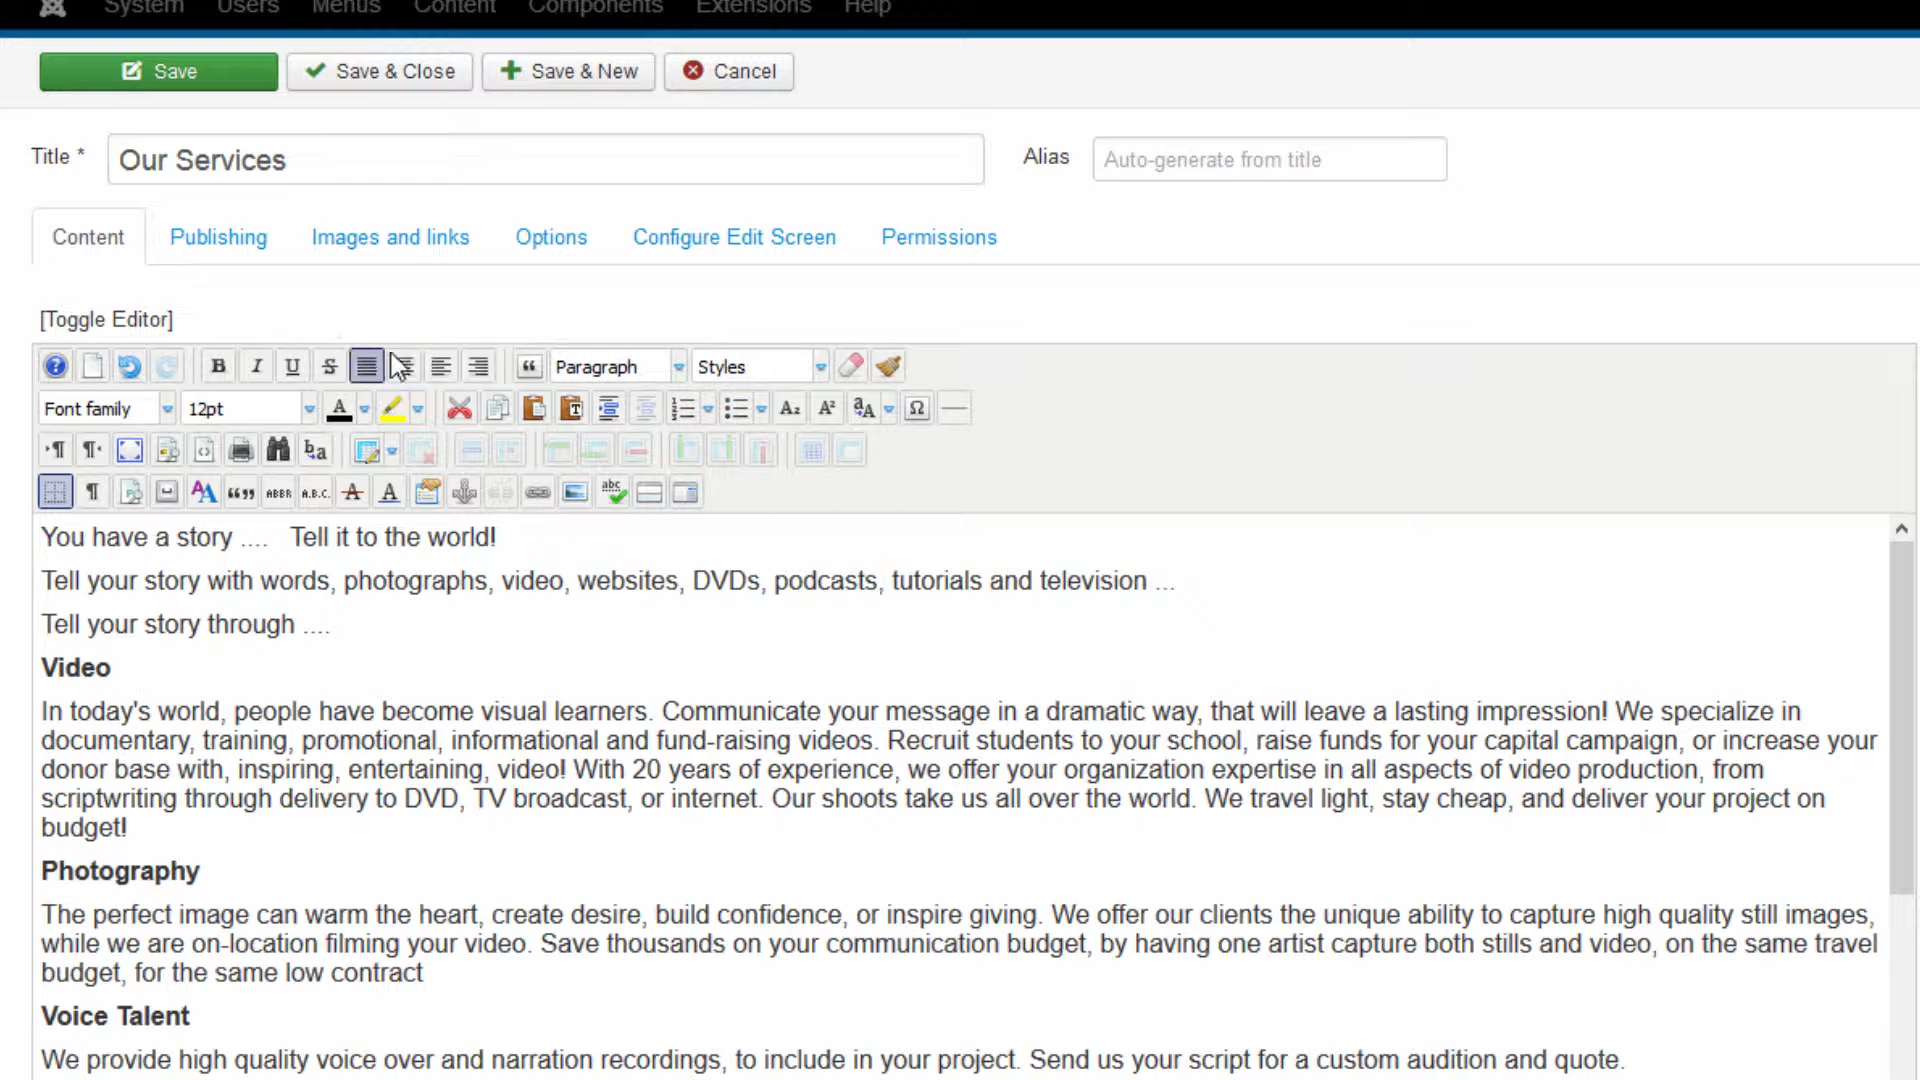 System Users Menus Content Components Extensions Help
Save Save & Close Save & New Cancel
Title * Our Services Alias Auto-generate from title
Content Publishing Images and links Options Configure Edit Screen Permissions
[Toggle Editor]
B I U S Paragraph Styles
Font family 12pt A A₂ A² aA Ω
¶ ¶ ba
¶ AA ABBR A.B.C. A A abc
You have a story .... Tell it to the world!
Tell your story with words, photographs, video, websites, DVDs, podcasts, tutorials and television ...
Tell your story through ....
Video
In today's world, people have become visual learners. Communicate your message in a dramatic way, that will leave a lasting impression! We specialize in
documentary, training, promotional, informational and fund-raising videos. Recruit students to your school, raise funds for your capital campaign, or increase your
donor base with, inspiring, entertaining, video! With 20 years of experience, we offer your organization expertise in all aspects of video production, from
scriptwriting through delivery to DVD, TV broadcast, or internet. Our shoots take us all over the world. We travel light, stay cheap, and deliver your project on
budget!
Photography
The perfect image can warm the heart, create desire, build confidence, or inspire giving. We offer our clients the unique ability to capture high quality still images,
while we are on-location filming your video. Save thousands on your communication budget, by having one artist capture both stills and video, on the same travel
budget, for the same low contract
Voice Talent
We provide high quality voice over and narration recordings, to include in your project. Send us your script for a custom audition and quote.